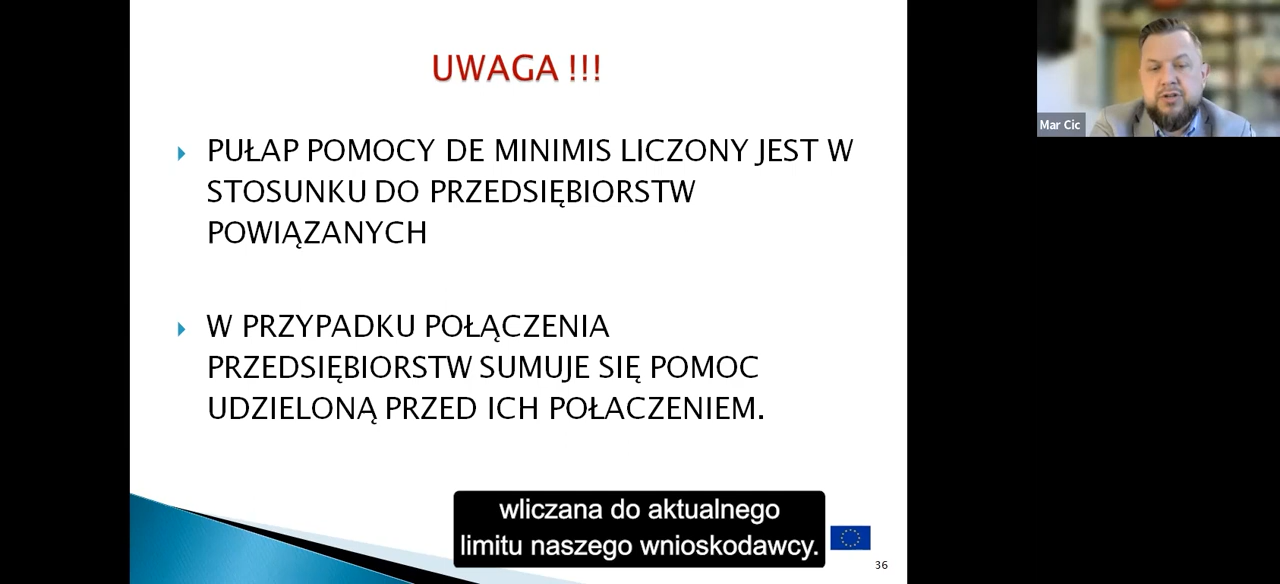 UWAGA !!!
PUŁAP POMOCY DE MINIMIS LICZONY JEST W
STOSUNKU DO PRZEDSIĘBIORSTW
POWIĄZANYCH
W PRZYPADKU POŁĄCZENIA
PRZEDSIĘBIORSTW SUMUJE SIĘ POMOC
UDZIELONĄ PRZED ICH POŁACZENIEM.
wliczana do aktualnego
limitu naszego wnioskodawcy.
36
Mar Cic